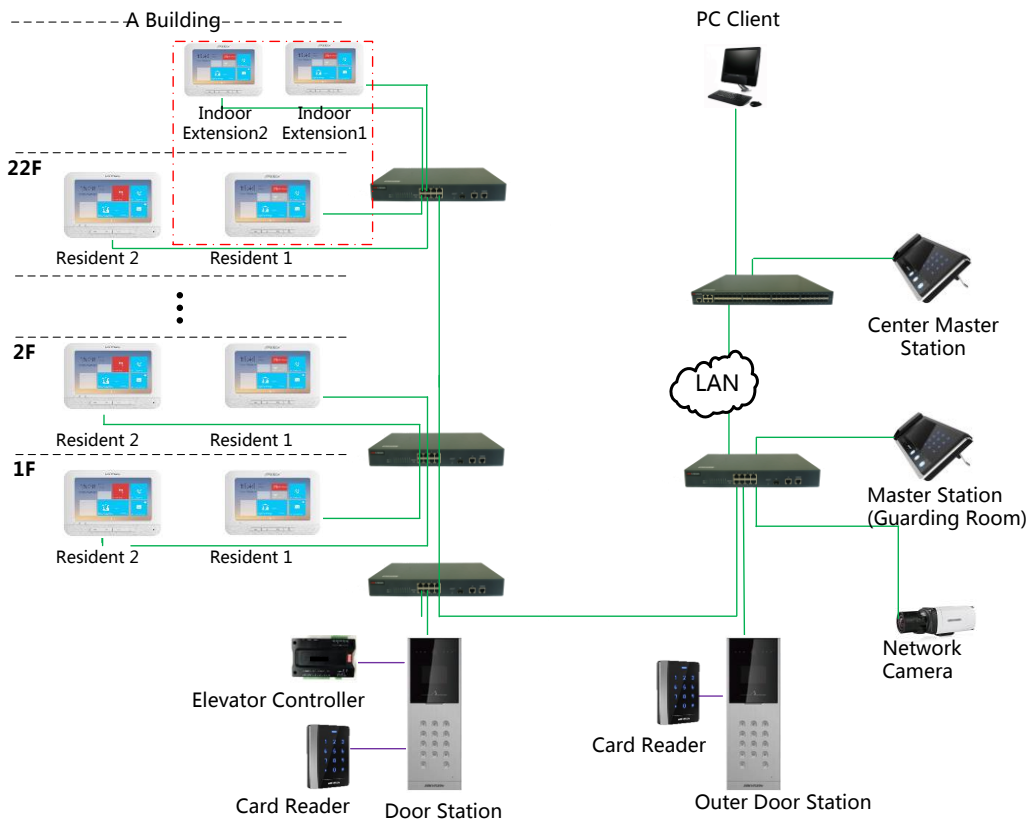 A Building
PC Client
Indoor
Extension2
Indoor
Extension1
22F
Resident 2
Resident 1
Center Master
Station
2F
LAN
Resident 2
Resident 1
1F
Master Station
(Guarding Room)
Resident 2
Resident 1
Network
Camera
Elevator Controller
Card Reader
Card Reader
Door Station
Outer Door Station